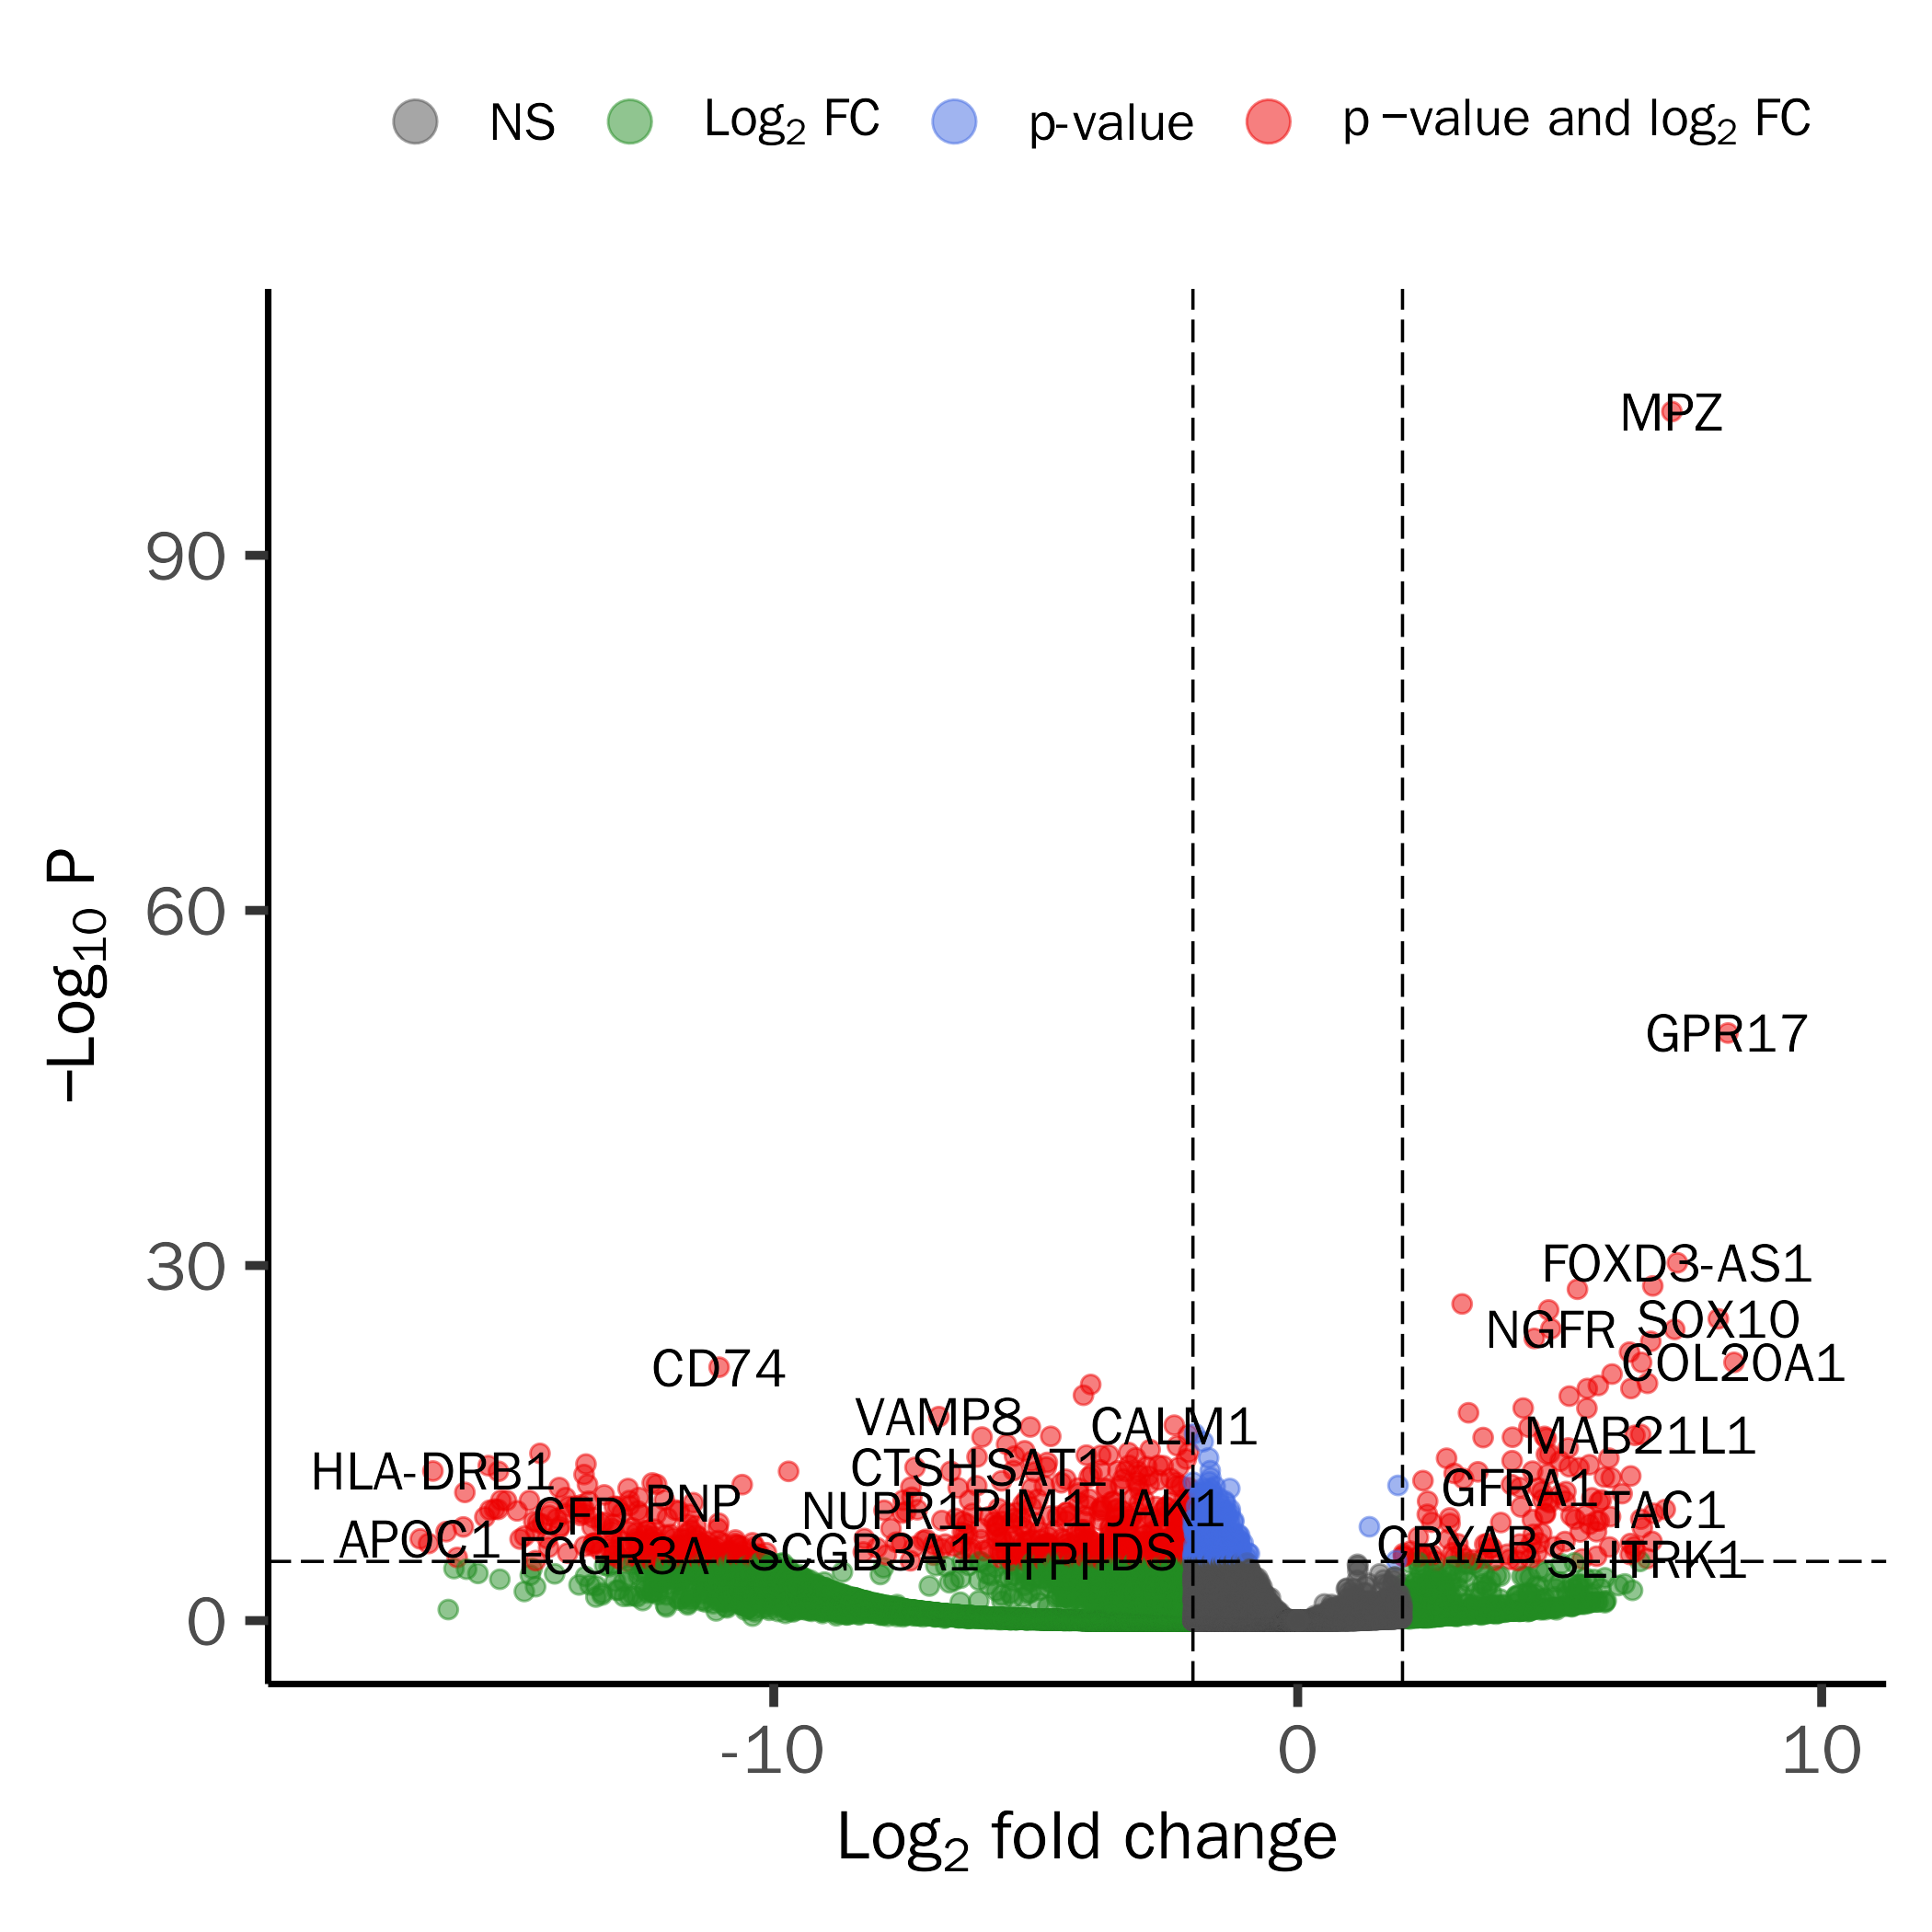 NS Log2 FC p-value p −value and log2 FC
−Log10 P
90
60
30
0
MPZ
GPR17
FOXD3-AS1
SOX10
NGFR
COL20A1
CD74
VAMP8
CALM1
MAB21L1
HLA-DRB1
CTSH
SAT1
GFRA1
PNP
NUPR1
PIM1
JAK1
TAC1
CFD
APOC1
CRYAB
FCGR3A
SCGB3A1
TFPI
IDS
SLITRK1
-10
0
10
Log2 fold change